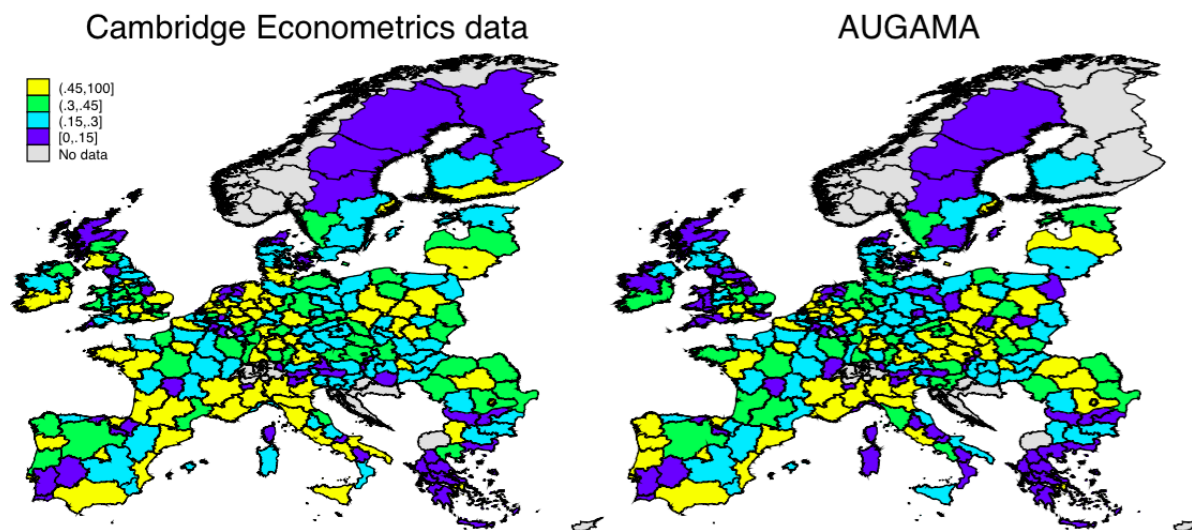 Cambridge Econometrics data
AUGAMA
(.45,100]
(.3,.45]
(.15,.3]
[0,.15]
No data